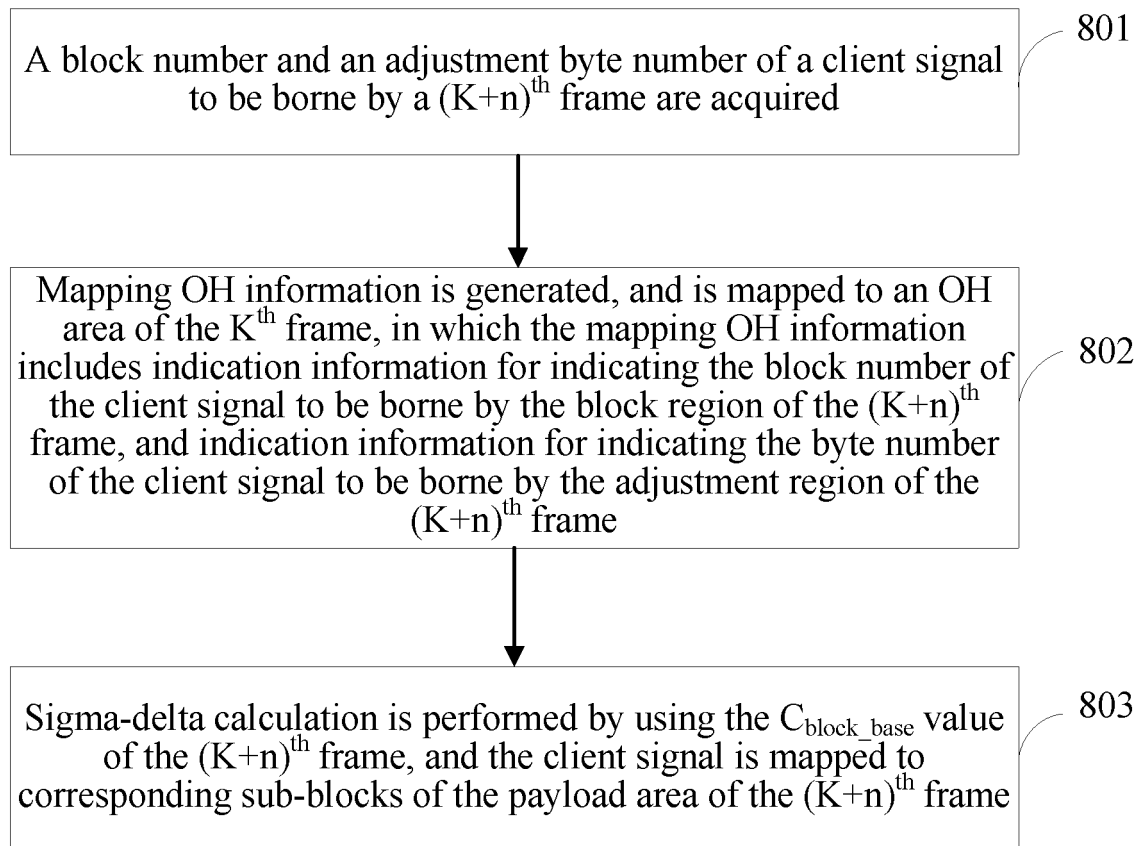 A block number and an adjustment byte number of a client signal
to be borne by a (K+n)th frame are acquired
801
Mapping OH information is generated, and is mapped to an OH
area of the Kth frame, in which the mapping OH information
includes indication information for indicating the block number of
the client signal to be borne by the block region of the (K+n)th
frame, and indication information for indicating the byte number
of the client signal to be borne by the adjustment region of the
(K+n)th frame
802
Sigma-delta calculation is performed by using the Cblock_base value
of the (K+n)th frame, and the client signal is mapped to
corresponding sub-blocks of the payload area of the (K+n)th frame
803